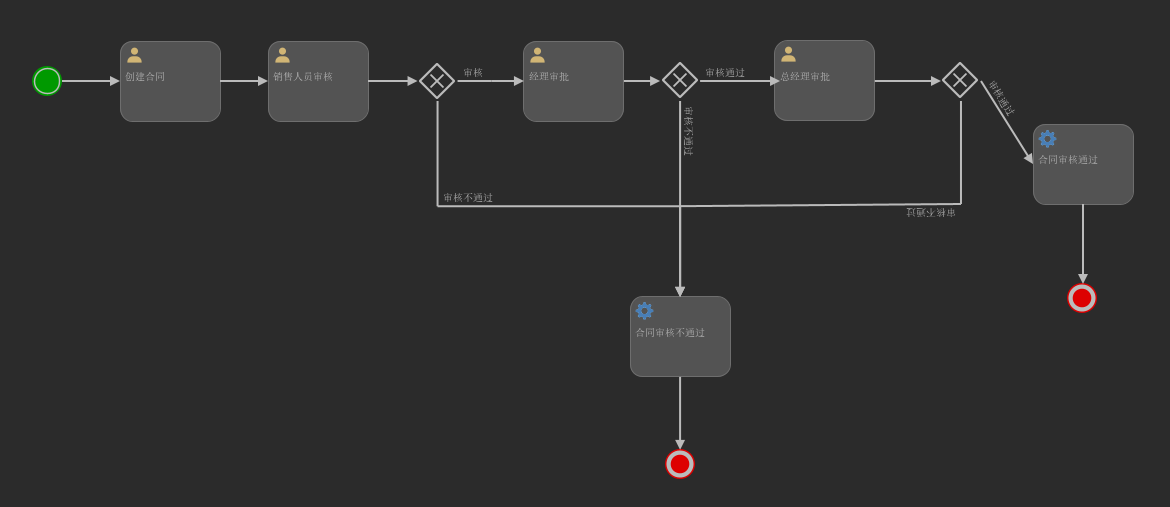 创建合同
销售人员审核
审核
经理审批
审核通过
总经理审批
审核通过
合同审核通过
审核不通过
审核不通过
审核不通过
合同审核不通过